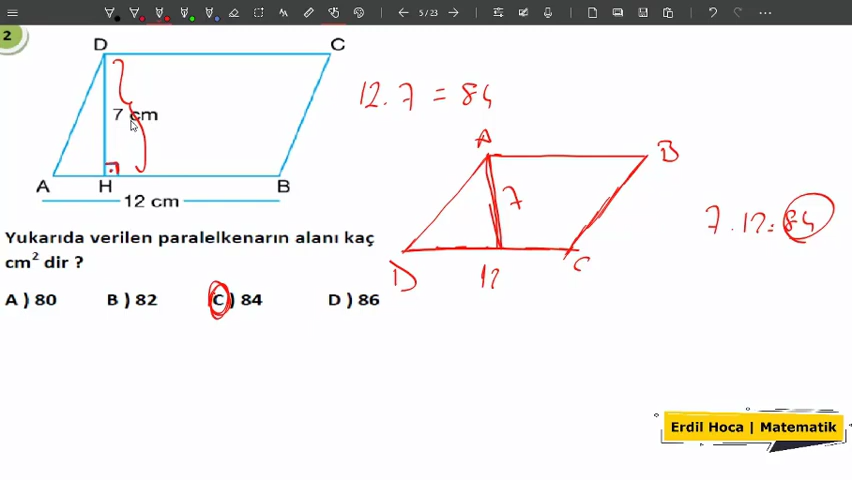 5 / 23
2
D
C
7 cm
A
H
B
12 cm
12.7 = 84
A
B
7
D
12
C
7.12=84
Yukarıda verilen paralelkenarın alanı kaç
cm² dir ?
A ) 80 B ) 82 C ) 84 D ) 86
Erdil Hoca | Matematik